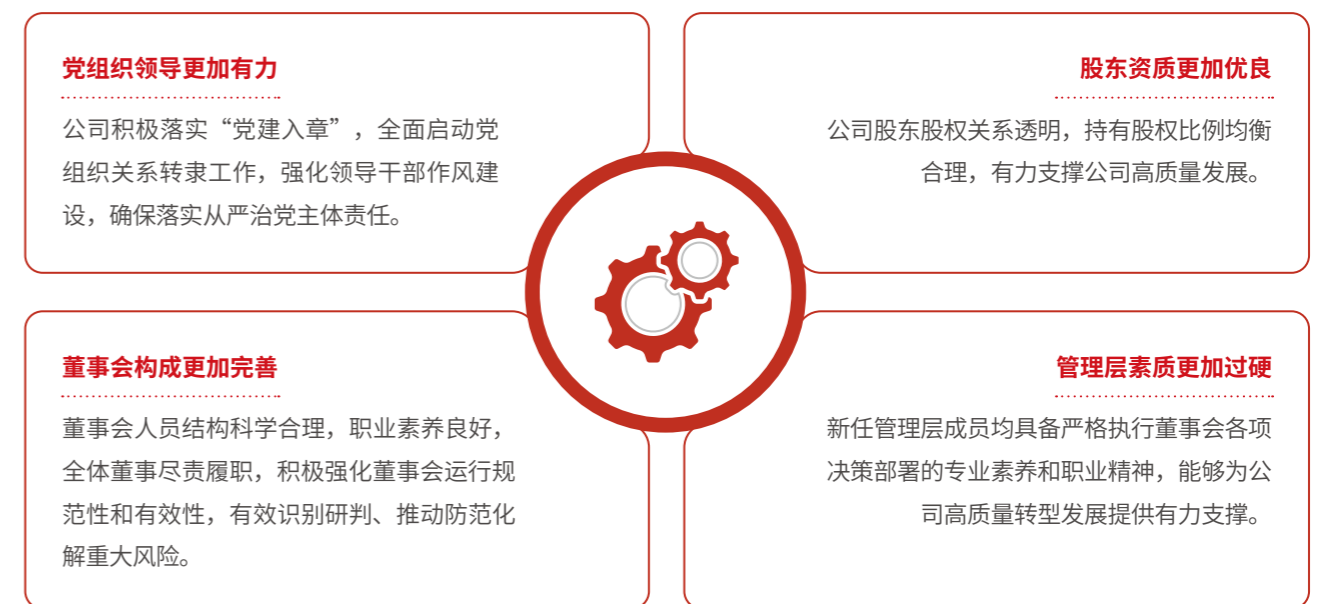 党组织领导更加有力
公司积极落实“党建入章”，全面启动党
组织关系转隶工作，强化领导干部作风建
设，确保落实从严治党主体责任。
股东资质更加优良
公司股东股权关系透明，持有股权比例均衡
合理，有力支撑公司高质量发展。
董事会构成更加完善
董事会人员结构科学合理，职业素养良好，
全体董事尽责履职，积极强化董事会运行规
范性和有效性，有效识别研判、推动防范化
解重大风险。
管理层素质更加过硬
新任管理层成员均具备严格执行董事会各项
决策部署的专业素养和职业精神，能够为公
司高质量转型发展提供有力支撑。